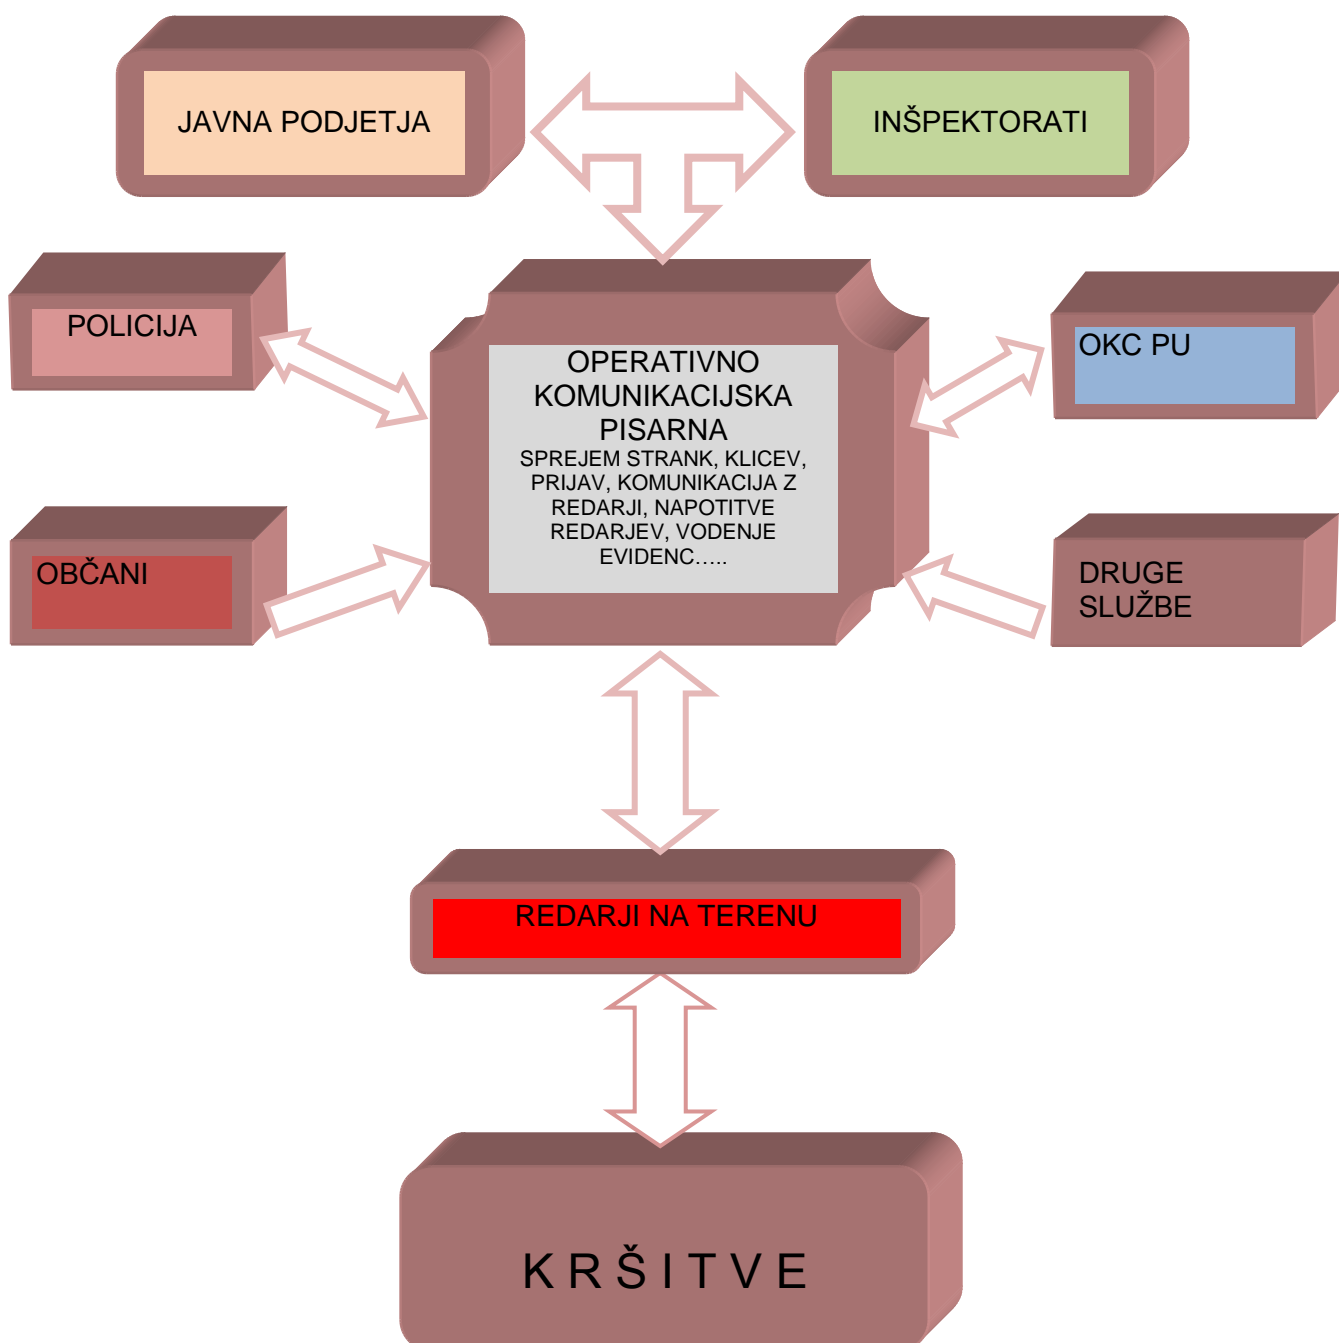 JAVNA PODJETJA
INŠPEKTORATI
POLICIJA
OPERATIVNO
KOMUNIKACIJSKA
PISARNA
SPREJEM STRANK, KLICEV,
PRIJAV, KOMUNIKACIJA Z
REDARJI, NAPOTITVE
REDARJEV, VODENJE
EVIDENC…..
OKC PU
OBČANI
DRUGE
SLUŽBE
REDARJI NA TERENU
K R Š I T V E